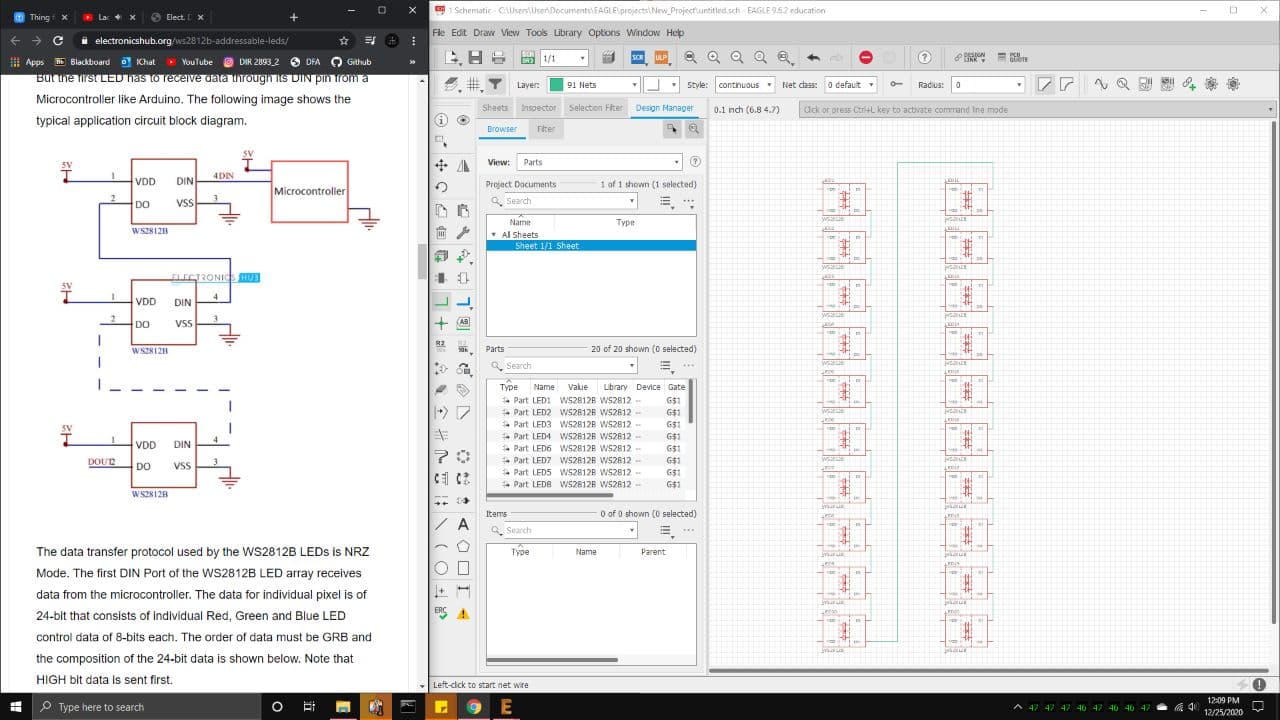 Thing f
La
Elect. D
electronicshub.org/ws2812b-addressable-leds/
Apps
Blackboard
IChat
YouTube
DIR 2892519
DFA
Github
»
But the first LED has to receive data through its DIN pin from a
Microcontroller like Arduino. The following image shows the
typical application circuit block diagram.
5V
1
VDD
DIN
4
DIN
2
DO
VSS
3
WS2812B
5V
Microcontroller
ELECTRONICS HUB
5V
1
VDD
DIN
4
2
DO
VSS
3
WS2812B
5V
1
VDD
DIN
4
DOUT
2
DO
VSS
3
WS2812B
The data transfer protocol used by the WS2812B LEDs is NRZ
Mode. The first DIN Port of the WS2812B LED array receives
data from the microcontroller. The data for individual pixel is of
24-bit that consists of individual Red, Green and Blue LED
control data of 8-bits each. The order of data must be GRB and
the composition of the 24-bit data is shown below. Note that
HIGH bit data is sent first.
1 Schematic - C:\Users\User\Documents\EAGLE\projects\New_Project\untitled.sch - EAGLE 9.6.2 education
File Edit Draw View Tools Library Options Window Help
SCR
ULP
1/1
DESIGN LINK
PCB QUOTE
Layer:
91 Nets
Style:
continuous
Net class:
0 default
Radius:
0
Sheets
Inspector
Selection Filter
Design Manager
0.1 inch (6.8 4.7)
Click or press Ctrl+L key to activate command line mode
Browser
Filter
View:
Parts
Project Documents
1 of 1 shown (1 selected)
Search
Name
Type
All Sheets
Sheet 1/1 Sheet
Parts
20 of 20 shown (0 selected)
Search
Type Name Value Library Device Gate
Part LED1 WS2812B WS2812 -- G$1
Part LED2 WS2812B WS2812 -- G$1
Part LED3 WS2812B WS2812 -- G$1
Part LED4 WS2812B WS2812 -- G$1
Part LED6 WS2812B WS2812 -- G$1
Part LED7 WS2812B WS2812 -- G$1
Part LED5 WS2812B WS2812 -- G$1
Part LED8 WS2812B WS2812 -- G$1
Items
0 of 0 shown (0 selected)
Search
Type
Name
Parent
R2
10k
ERC
Left-click to start net wire
Type here to search
47 47 47 46 47 46 46 47
12:09 PM
12/25/2020